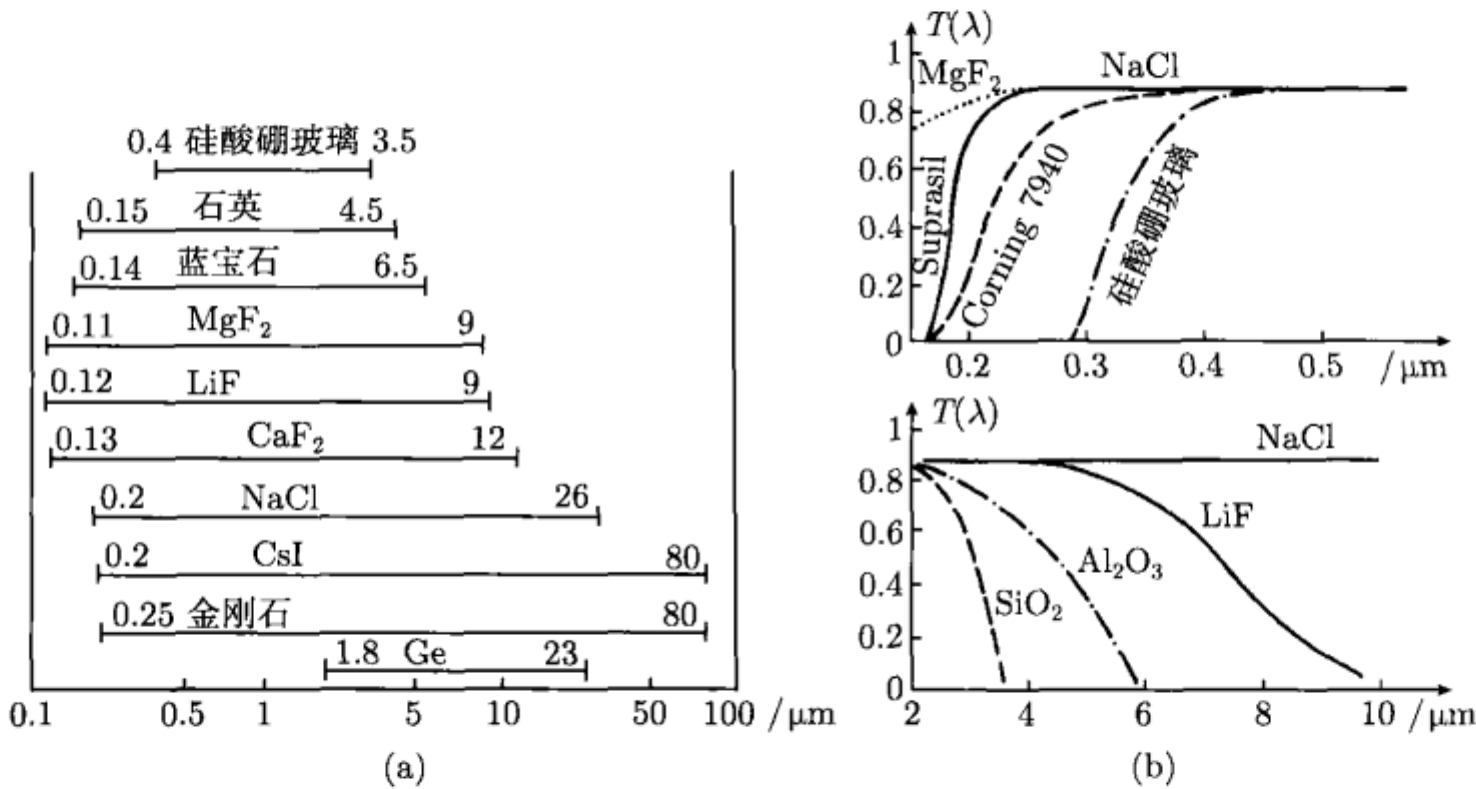 0.4 硅酸硼玻璃 3.5
0.15 石英 4.5
0.14 蓝宝石 6.5
0.11 MgF₂ 9
0.12 LiF 9
0.13 CaF₂ 12
0.2 NaCl 26
0.2 CsI 80
0.25 金刚石 80
1.8 Ge 23
0.1 0.5 1 5 10 50 100 /μm
(a)
T(λ)
1
MgF₂ NaCl
0.8
0.6
0.4
0.2
0
Suprasil
Corning 7940
硅酸硼玻璃
0.2 0.3 0.4 0.5 /μm
T(λ)
1
NaCl
0.8
LiF
0.6
Al₂O₃
0.4
SiO₂
0.2
0
2 4 6 8 10 /μm
(b)